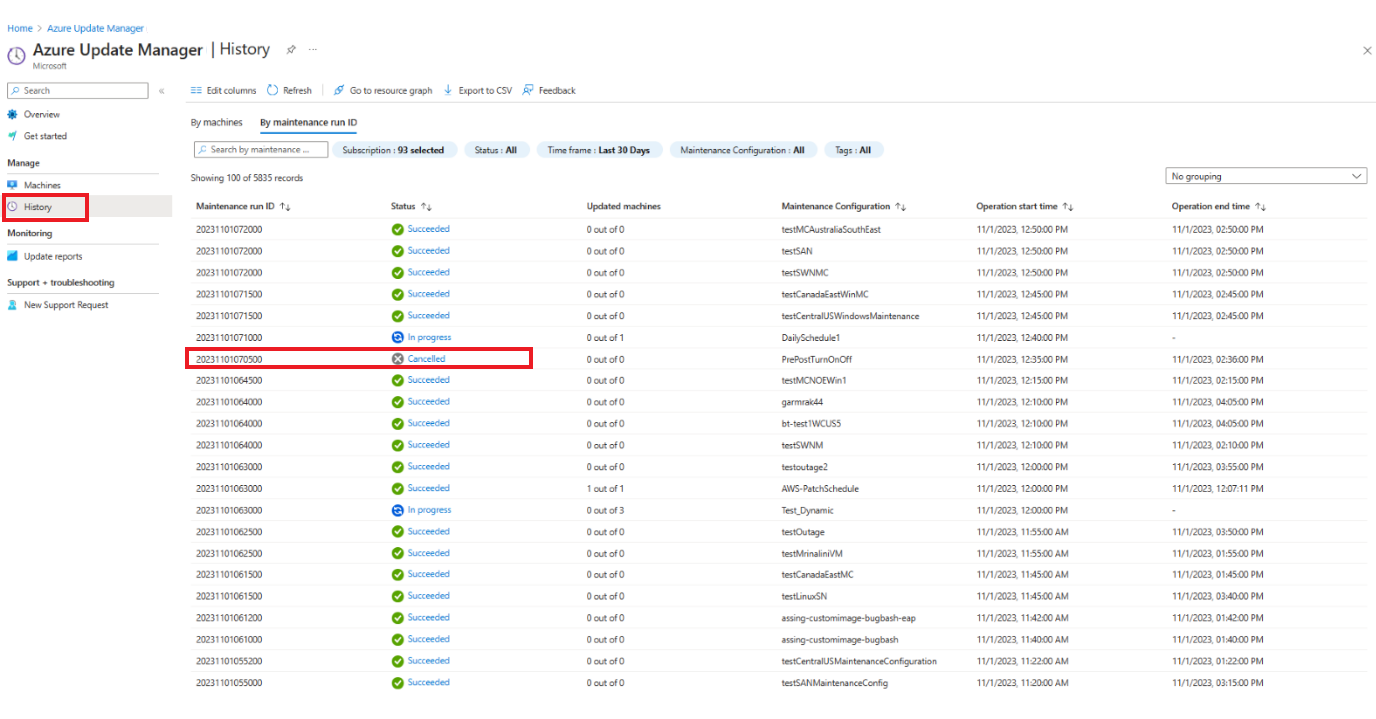 Home > Azure Update Manager
Azure Update Manager | History
Microsoft
Search
Edit columns Refresh Go to resource graph Export to CSV Feedback
Overview
Get started
Manage
Machines
History
Monitoring
Update reports
Support + troubleshooting
New Support Request
By machines By maintenance run ID
Search by maintenance ... Subscription : 93 selected Status : All Time frame : Last 30 Days Maintenance Configuration : All Tags : All
Showing 100 of 5835 records No grouping
Maintenance run ID ↑↓ Status ↑↓ Updated machines Maintenance Configuration ↑↓ Operation start time ↑↓ Operation end time ↑↓
20231101072000 Succeeded 0 out of 0 testMCAustraliaSouthEast 11/1/2023, 12:50:00 PM 11/1/2023, 02:50:00 PM
20231101072000 Succeeded 0 out of 0 testSAN 11/1/2023, 12:50:00 PM 11/1/2023, 02:50:00 PM
20231101072000 Succeeded 0 out of 0 testSWNMC 11/1/2023, 12:50:00 PM 11/1/2023, 02:50:00 PM
20231101071500 Succeeded 0 out of 0 testCanadaEastWinMC 11/1/2023, 12:45:00 PM 11/1/2023, 02:45:00 PM
20231101071500 Succeeded 0 out of 0 testCentralUSWindowsMaintenance 11/1/2023, 12:45:00 PM 11/1/2023, 02:45:00 PM
20231101071000 In progress 0 out of 1 DailySchedule1 11/1/2023, 12:40:00 PM -
20231101070500 Cancelled 0 out of 0 PrePostTurnOnOff 11/1/2023, 12:35:00 PM 11/1/2023, 02:36:00 PM
20231101064500 Succeeded 0 out of 0 testMCNOEWin1 11/1/2023, 12:15:00 PM 11/1/2023, 02:15:00 PM
20231101064000 Succeeded 0 out of 0 garmrak44 11/1/2023, 12:10:00 PM 11/1/2023, 04:05:00 PM
20231101064000 Succeeded 0 out of 0 bt-test1WCUS5 11/1/2023, 12:10:00 PM 11/1/2023, 04:05:00 PM
20231101064000 Succeeded 0 out of 0 testSWNM 11/1/2023, 12:10:00 PM 11/1/2023, 02:10:00 PM
20231101063000 Succeeded 0 out of 0 testoutage2 11/1/2023, 12:00:00 PM 11/1/2023, 03:55:00 PM
20231101063000 Succeeded 1 out of 1 AWS-PatchSchedule 11/1/2023, 12:00:00 PM 11/1/2023, 12:07:11 PM
20231101063000 In progress 0 out of 3 Test_Dynamic 11/1/2023, 12:00:00 PM -
20231101062500 Succeeded 0 out of 0 testOutage 11/1/2023, 11:55:00 AM 11/1/2023, 03:50:00 PM
20231101062500 Succeeded 0 out of 0 testMrinaliniVM 11/1/2023, 11:55:00 AM 11/1/2023, 01:55:00 PM
20231101061500 Succeeded 0 out of 0 testCanadaEastMC 11/1/2023, 11:45:00 AM 11/1/2023, 01:45:00 PM
20231101061500 Succeeded 0 out of 0 testLinuxSN 11/1/2023, 11:45:00 AM 11/1/2023, 03:40:00 PM
20231101061200 Succeeded 0 out of 0 assing-customimage-bugbash-eap 11/1/2023, 11:42:00 AM 11/1/2023, 01:42:00 PM
20231101061000 Succeeded 0 out of 0 assing-customimage-bugbash 11/1/2023, 11:40:00 AM 11/1/2023, 01:40:00 PM
20231101055200 Succeeded 0 out of 0 testCentralUSMaintenanceConfiguration 11/1/2023, 11:22:00 AM 11/1/2023, 01:22:00 PM
20231101055000 Succeeded 0 out of 0 testSANMaintenanceConfig 11/1/2023, 11:20:00 AM 11/1/2023, 03:15:00 PM